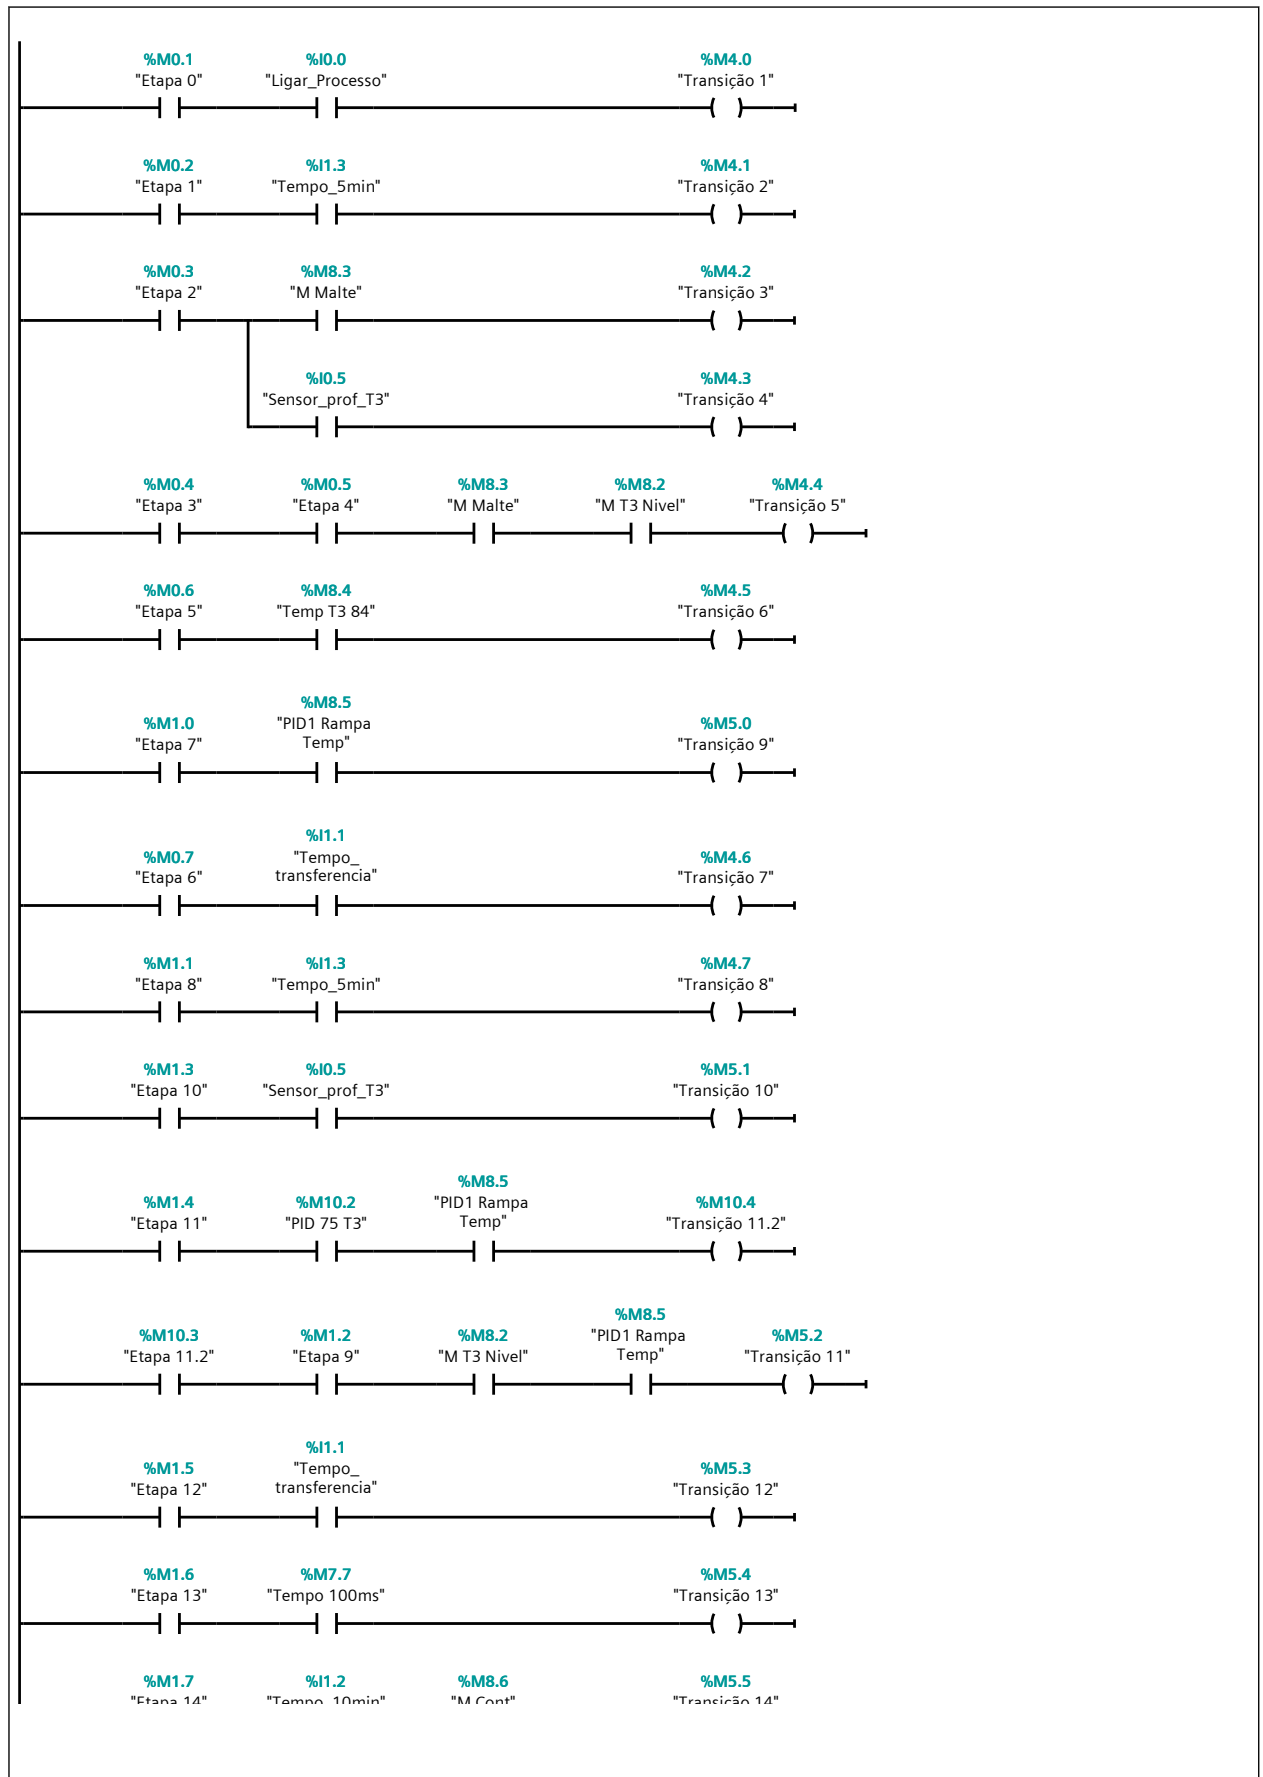 %M0.1 %I0.0 %M4.0
"Etapa 0" "Ligar_Processo" "Transição 1"
%M0.2 %I1.3 %M4.1
"Etapa 1" "Tempo_5min" "Transição 2"
%M0.3 %M8.3 %M4.2
"Etapa 2" "M Malte" "Transição 3"
%I0.5 %M4.3
"Sensor_prof_T3" "Transição 4"
%M0.4 %M0.5 %M8.3 %M8.2 %M4.4
"Etapa 3" "Etapa 4" "M Malte" "M T3 Nivel" "Transição 5"
%M0.6 %M8.4 %M4.5
"Etapa 5" "Temp T3 84" "Transição 6"
%M8.5
%M1.0 "PID1 Rampa %M5.0
"Etapa 7" Temp" "Transição 9"
%I1.1
%M0.7 "Tempo_ %M4.6
"Etapa 6" transferencia" "Transição 7"
%M1.1 %I1.3 %M4.7
"Etapa 8" "Tempo_5min" "Transição 8"
%M1.3 %I0.5 %M5.1
"Etapa 10" "Sensor_prof_T3" "Transição 10"
%M8.5
%M1.4 %M10.2 "PID1 Rampa %M10.4
"Etapa 11" "PID 75 T3" Temp" "Transição 11.2"
%M8.5
%M10.3 %M1.2 %M8.2 "PID1 Rampa %M5.2
"Etapa 11.2" "Etapa 9" "M T3 Nivel" Temp" "Transição 11"
%I1.1
%M1.5 "Tempo_ %M5.3
"Etapa 12" transferencia" "Transição 12"
%M1.6 %M7.7 %M5.4
"Etapa 13" "Tempo 100ms" "Transição 13"
%M1.7 %I1.2 %M8.6 %M5.5
"Etapa 14" "Tempo_10min" "M Cont" "Transição 14"